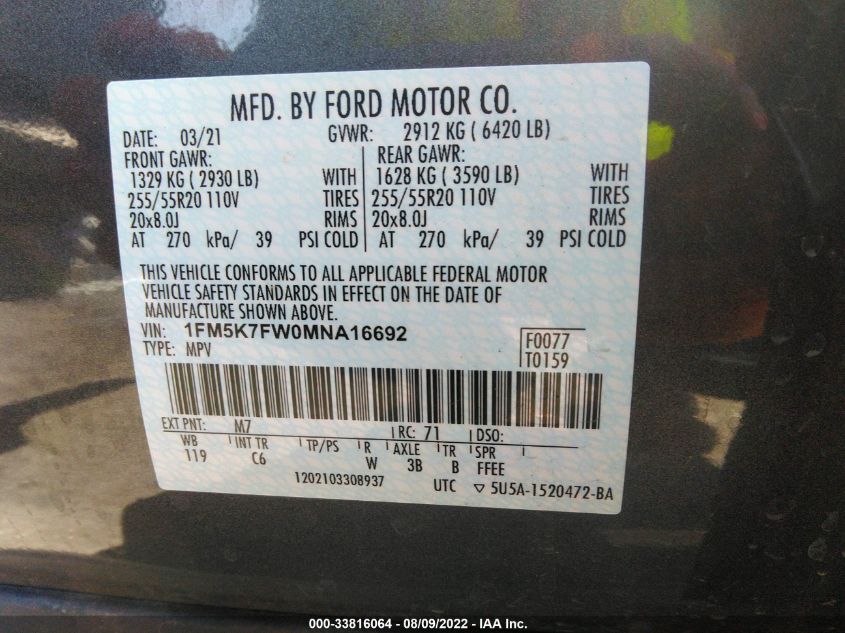 MFD. BY FORD MOTOR CO.
DATE: 03/21 GVWR: 2912 KG ( 6420 LB)
FRONT GAWR: REAR GAWR:
1329 KG ( 2930 LB) WITH 1628 KG ( 3590 LB) WITH
255/55R20 110V TIRES 255/55R20 110V TIRES
20x8.0J RIMS 20x8.0J RIMS
AT 270 kPa/ 39 PSI COLD AT 270 kPa/ 39 PSI COLD
THIS VEHICLE CONFORMS TO ALL APPLICABLE FEDERAL MOTOR
VEHICLE SAFETY STANDARDS IN EFFECT ON THE DATE OF
MANUFACTURE SHOWN ABOVE.
VIN: 1FM5K7FW0MNA16692
TYPE: MPV
F0077
T0159
EXT PNT: M7 RC: 71 DSO:
WB INT TR TP/PS R AXLE TR SPR
119 C6 W 3B B FFEE
1202103308937 UTC ▽ 5U5A-1520472-BA
000-33816064 - 08/09/2022 - IAA Inc.